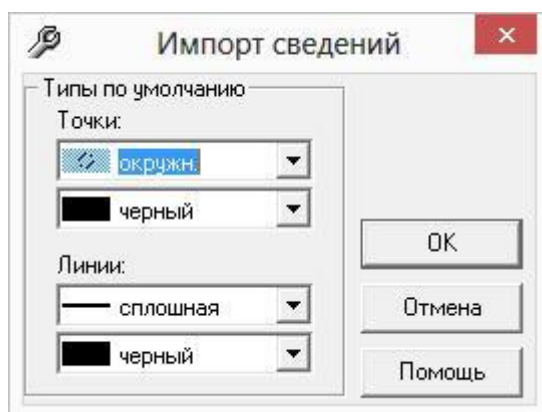 Импорт сведений
Типы по умолчанию
Точки:
окружн.
черный
Линии:
сплошная
черный
OK
Отмена
Помощь